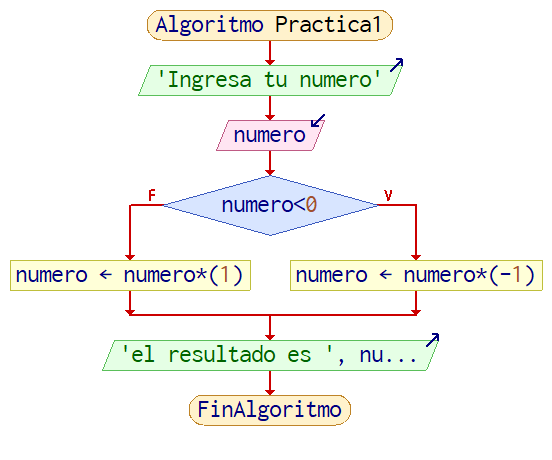 Algoritmo Practica1
'Ingresa tu numero'
numero
numero<0
F
V
numero ← numero*(1)
numero ← numero*(-1)
'el resultado es ', nu...
FinAlgoritmo